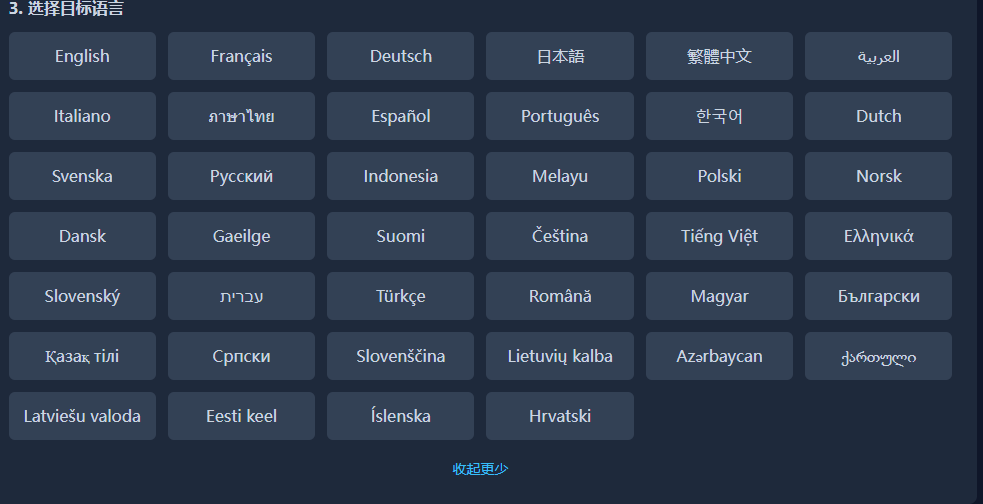 3. 选择目标语言
English Français Deutsch 日本語 繁體中文 العربية
Italiano ภาษาไทย Español Português 한국어 Dutch
Svenska Русский Indonesia Melayu Polski Norsk
Dansk Gaeilge Suomi Čeština Tiếng Việt Ελληνικά
Slovenský עברית Türkçe Română Magyar Български
Қазақ тілі Српски Slovenščina Lietuvių kalba Azərbaycan ქართული
Latviešu valoda Eesti keel Íslenska Hrvatski
收起更少